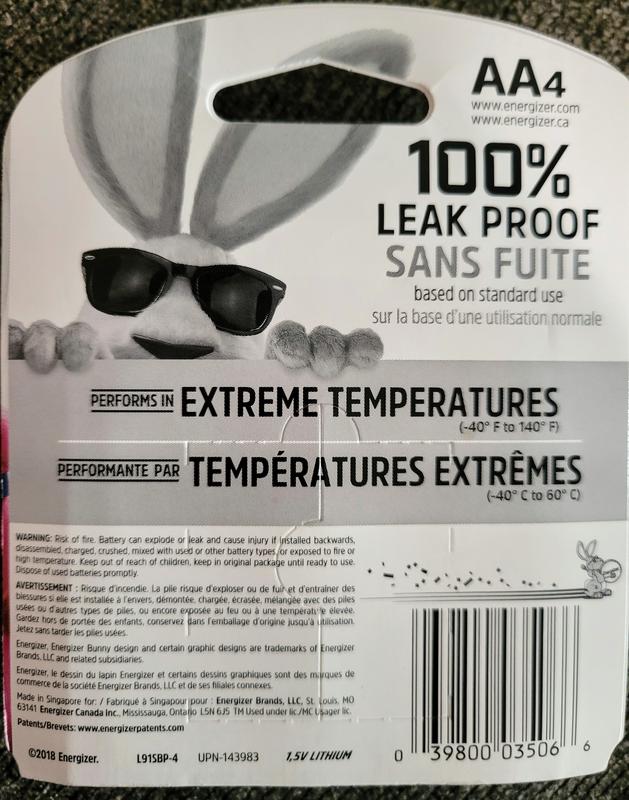 AA4
www.energizer.com
www.energizer.ca
100%
LEAK PROOF
SANS FUITE
based on standard use
sur la base d'une utilisation normale
PERFORMS IN EXTREME TEMPERATURES
(-40° F to 140° F)
PERFORMANTE PAR TEMPÉRATURES EXTRÊMES
(-40° C to 60° C)
WARNING: Risk of fire. Battery can explode or leak and cause injury if installed backwards,
disassembled, charged, crushed, mixed with used or other battery types, or exposed to fire or
high temperature. Keep out of reach of children, keep in original package until ready to use.
Dispose of used batteries promptly.
AVERTISSEMENT : Risque d'incendie. La pile risque d'exploser ou de fuir et d'entraîner des
blessures si elle est installée à l'envers, démontée, chargée, écrasée, mélangée avec des piles
usées ou d'autres types de piles, ou encore exposée au feu ou à une température élevée.
Gardez hors de portée des enfants, conservez dans l'emballage d'origine jusqu'à utilisation.
Jetez sans tarder les piles usées.
Energizer, Energizer Bunny design and certain graphic designs are trademarks of Energizer
Brands, LLC and related subsidiaries.
Energizer, le dessin du lapin Energizer et certains dessins graphiques sont des marques de
commerce de la société Energizer Brands, LLC et de ses filiales connexes.
Made in Singapore for: / Fabriqué à Singapour pour : Energizer Brands, LLC, St. Louis, MO
63141 Energizer Canada Inc., Mississauga, Ontario L5N 6J5 TM Used under lic./MC Usager lic.
Patents/Brevets: www.energizerpatents.com
©2018 Energizer. L91SBP-4 UPN-143983 1,5V LITHIUM
0 39800 03506 6